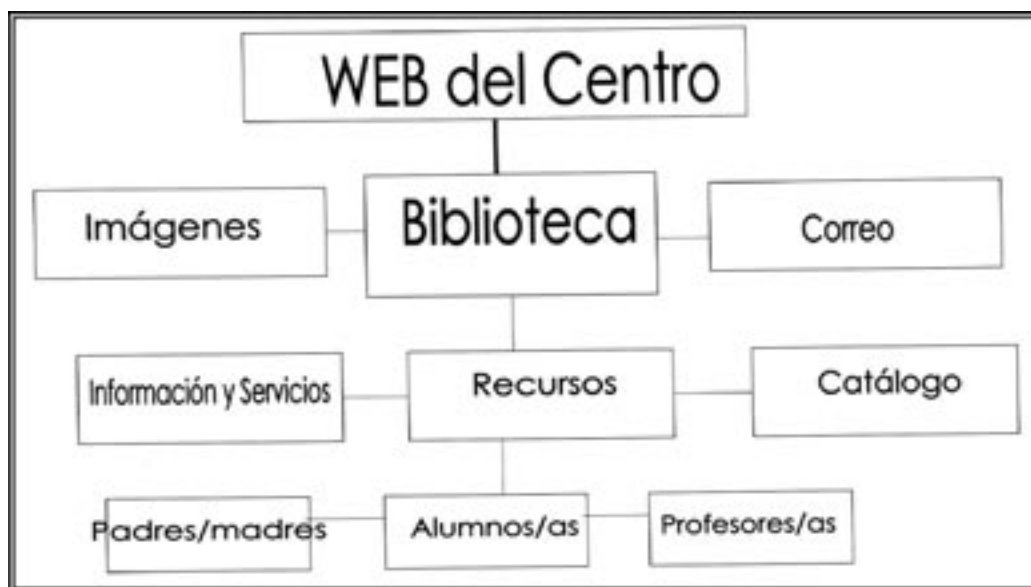 WEB del Centro
Imágenes
Biblioteca
Correo
Información y Servicios
Recursos
Catálogo
Padres/madres
Alumnos/as
Profesores/as